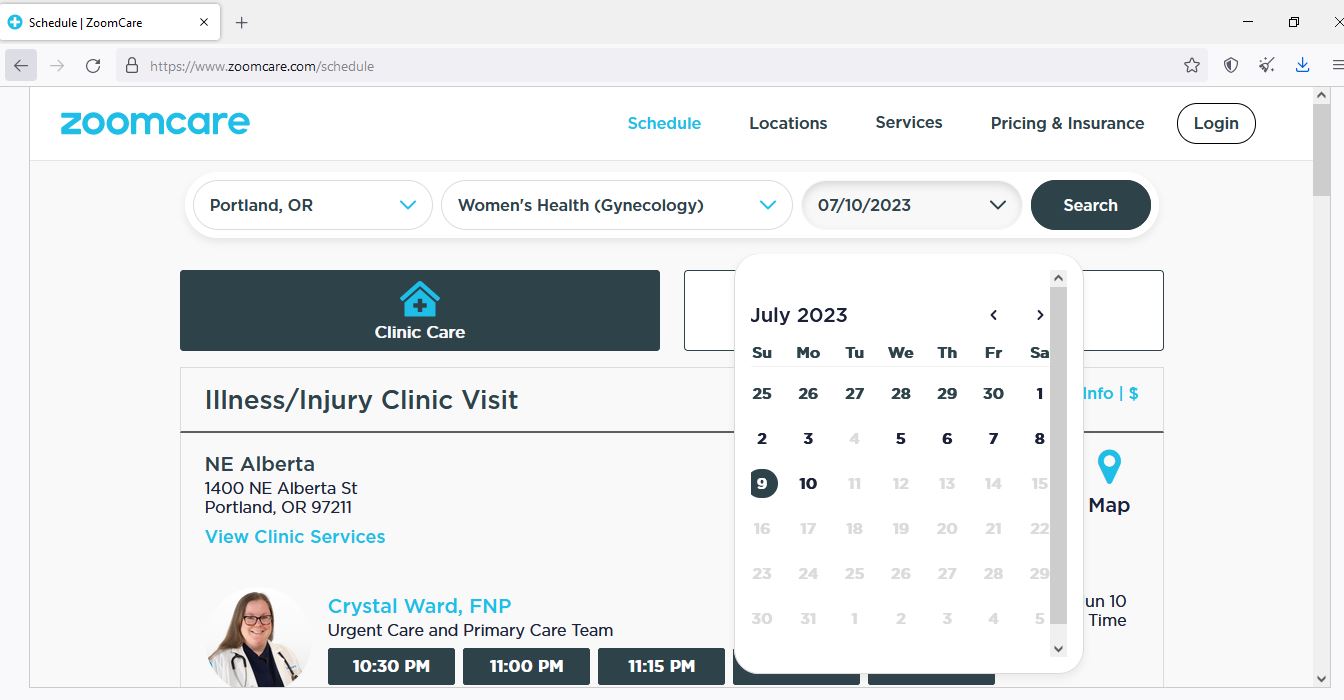 Schedule | ZoomCare
https://www.zoomcare.com/schedule
zoomcare
Schedule Locations Services Pricing & Insurance Login
Portland, OR Women's Health (Gynecology) 07/10/2023 Search
Clinic Care
July 2023
Su Mo Tu We Th Fr Sa
25 26 27 28 29 30 1
2 3 4 5 6 7 8
9 10 11 12 13 14 15
16 17 18 19 20 21 22
23 24 25 26 27 28 29
30 31 1 2 3 4 5
Illness/Injury Clinic Visit
Info | $
NE Alberta
1400 NE Alberta St
Portland, OR 97211
View Clinic Services
Map
Crystal Ward, FNP
Urgent Care and Primary Care Team
un 10
Time
10:30 PM 11:00 PM 11:15 PM